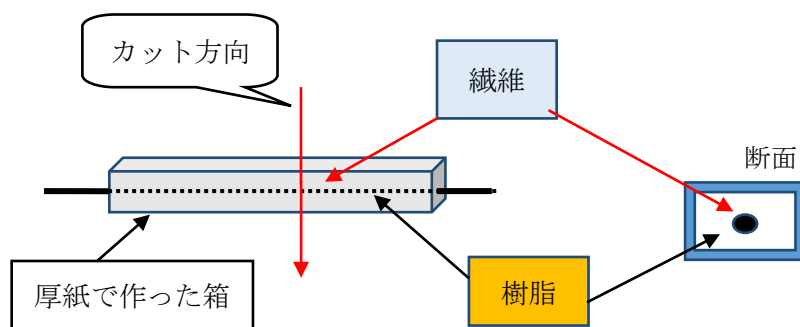 カット方向
繊維
断面
厚紙で作った箱
樹脂